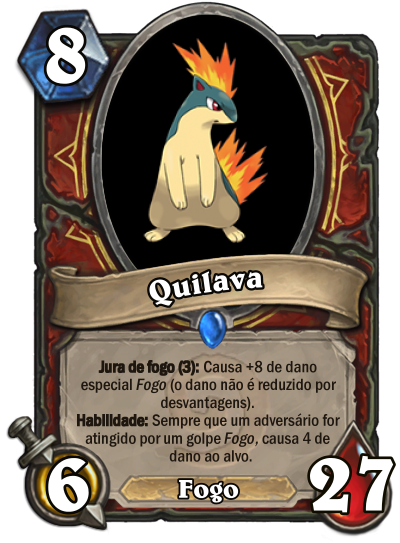 8
Quilava
Jura de fogo (3): Causa +8 de dano
especial Fogo (o dano não é reduzido por
desvantagens).
Habilidade: Sempre que um adversário for
atingido por um golpe Fogo, causa 4 de
dano ao alvo.
6
Fogo
27